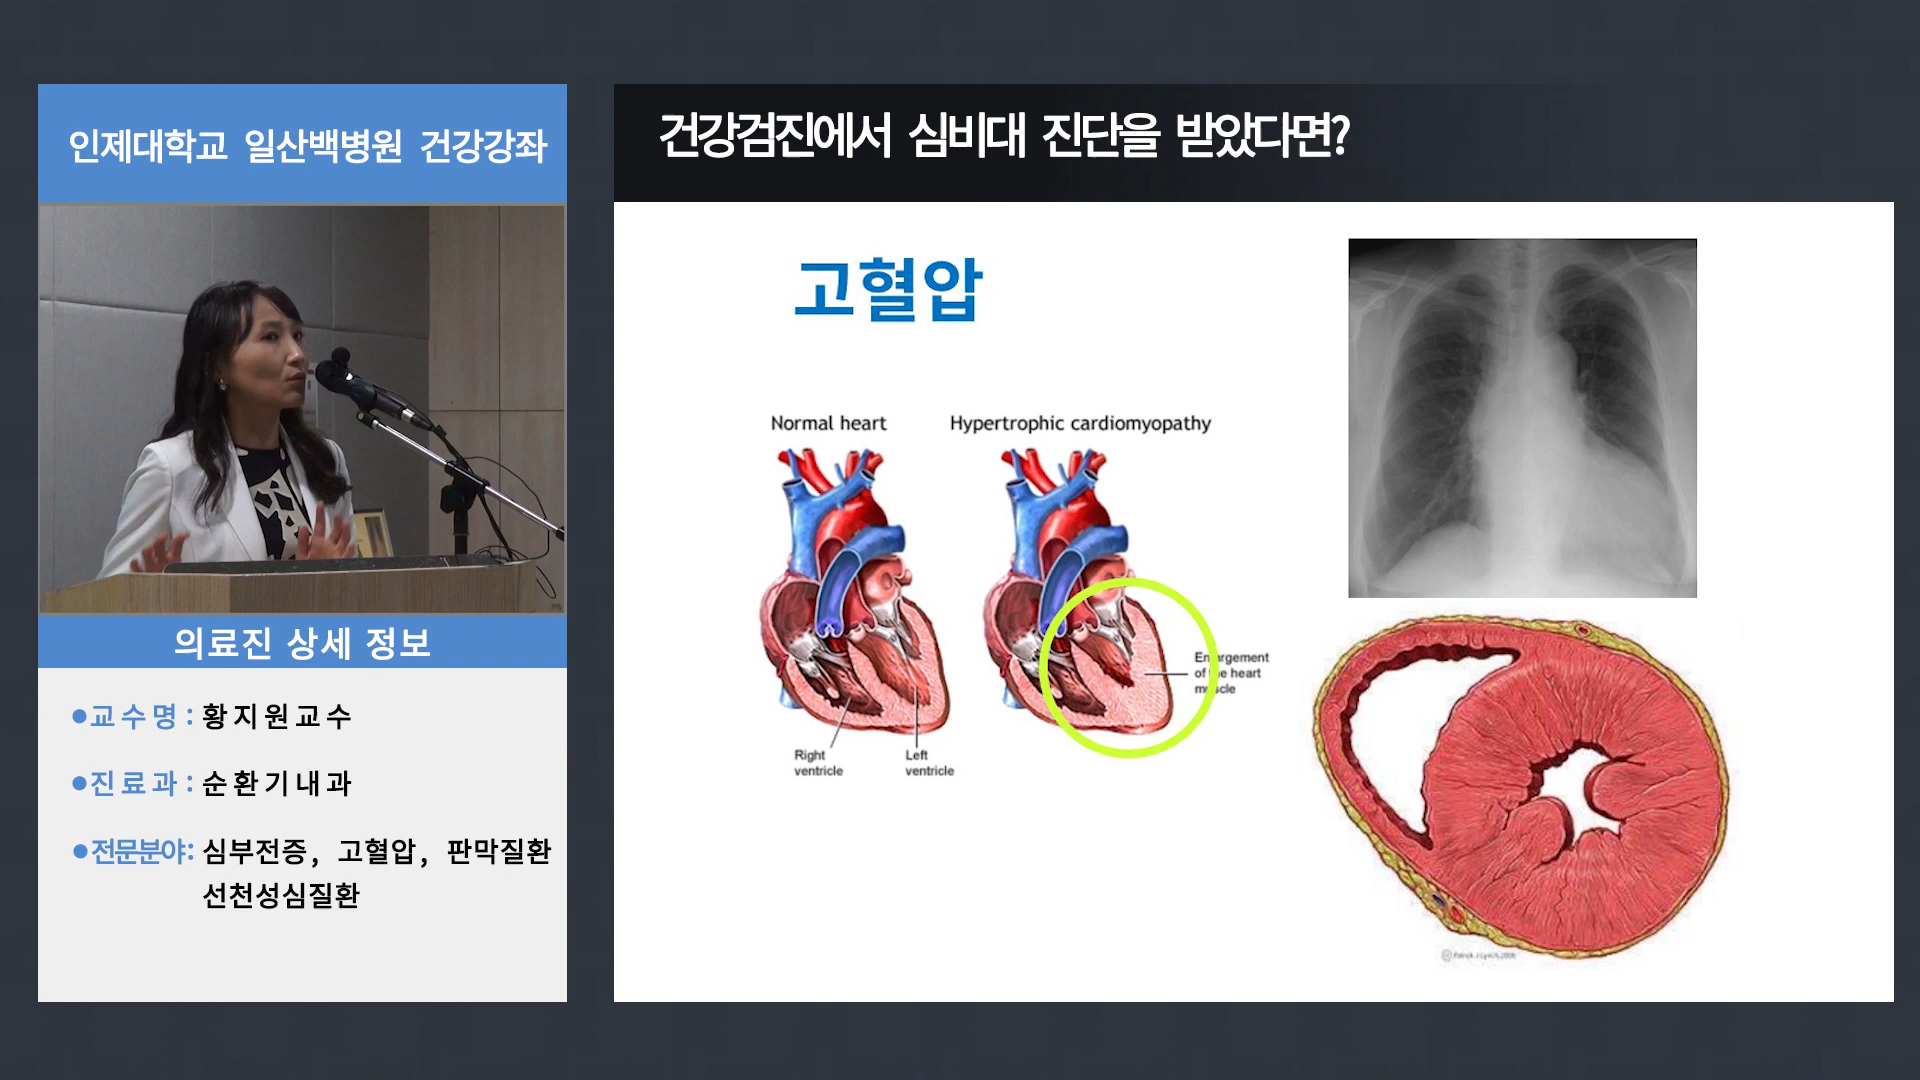 인제대학교 일산백병원 건강강좌
의료진 상세 정보
●교수명 : 황지원교수
●진료과 : 순환기내과
●전문분야: 심부전증, 고혈압, 판막질환
선천성심질환
건강검진에서 심비대 진단을 받았다면?
고혈압
Normal heart
Hypertrophic cardiomyopathy
Enlargement
of the heart
muscle
Right
ventricle
Left
ventricle